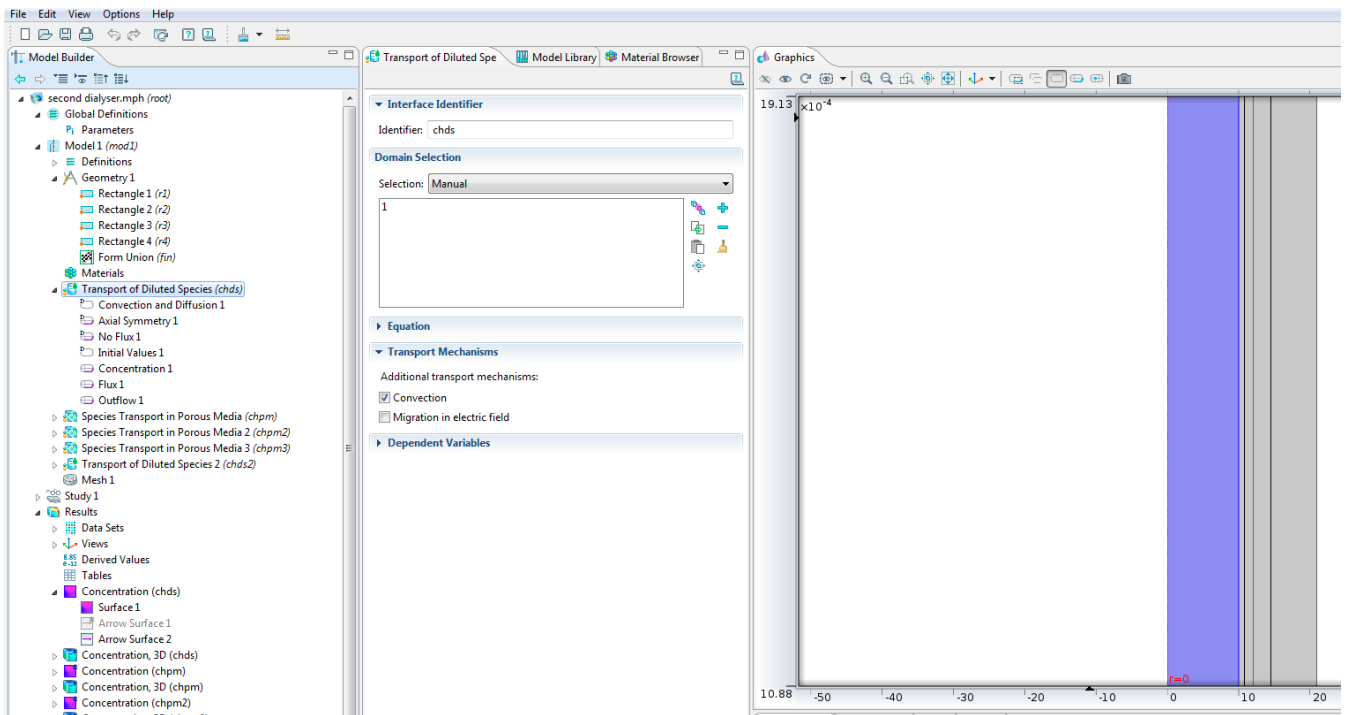 File Edit View Options Help
Model Builder
second dialyser.mph (root)
Global Definitions
Pi Parameters
Model 1 (mod1)
Definitions
Geometry 1
Rectangle 1 (r1)
Rectangle 2 (r2)
Rectangle 3 (r3)
Rectangle 4 (r4)
Form Union (fin)
Materials
Transport of Diluted Species (chds)
Convection and Diffusion 1
Axial Symmetry 1
No Flux 1
Initial Values 1
Concentration 1
Flux 1
Outflow 1
Species Transport in Porous Media (chpm)
Species Transport in Porous Media 2 (chpm2)
Species Transport in Porous Media 3 (chpm3)
Transport of Diluted Species 2 (chds2)
Mesh 1
Study 1
Results
Data Sets
Views
8.85
e-12
Derived Values
Tables
Concentration (chds)
Surface 1
Arrow Surface 1
Arrow Surface 2
Concentration, 3D (chds)
Concentration (chpm)
Concentration, 3D (chpm)
Concentration (chpm2)
Transport of Diluted Spe Model Library Material Browser
Interface Identifier
Identifier: chds
Domain Selection
Selection: Manual
1
Equation
Transport Mechanisms
Additional transport mechanisms:
Convection
Migration in electric field
Dependent Variables
Graphics
19.13 ×10⁻⁴
r=0
10.88 -50 -40 -30 -20 -10 0 10 20